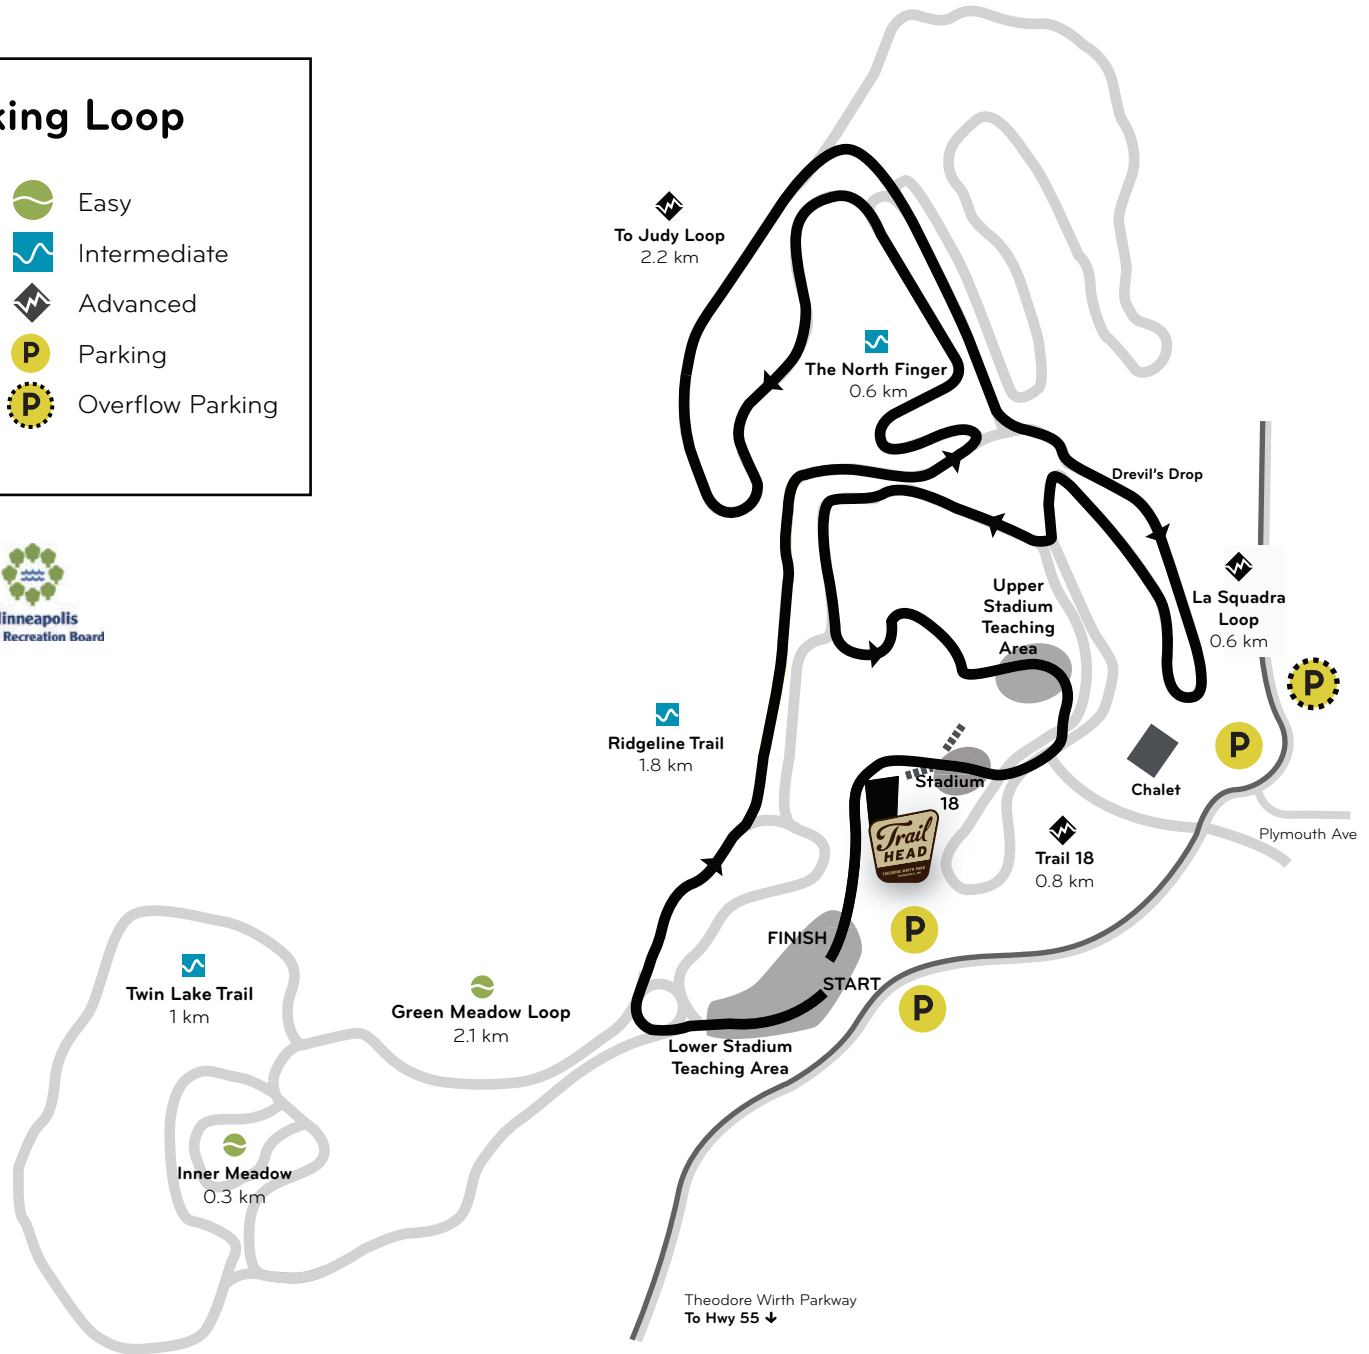 king Loop
Easy
Intermediate
Advanced
P
Parking
P
Overflow Parking
inneapolis
Recreation Board
To Judy Loop
2.2 km
The North Finger
0.6 km
Drevil's Drop
Upper
Stadium
Teaching
Area
La Squadra
Loop
0.6 km
P
P
Ridgeline Trail
1.8 km
Stadium
18
Chalet
Plymouth Ave
Trail
HEAD
THEODORE WIRTH PARK
Trail 18
0.8 km
P
FINISH
START
P
Twin Lake Trail
1 km
Green Meadow Loop
2.1 km
Lower Stadium
Teaching Area
Inner Meadow
0.3 km
Theodore Wirth Parkway
To Hwy 55